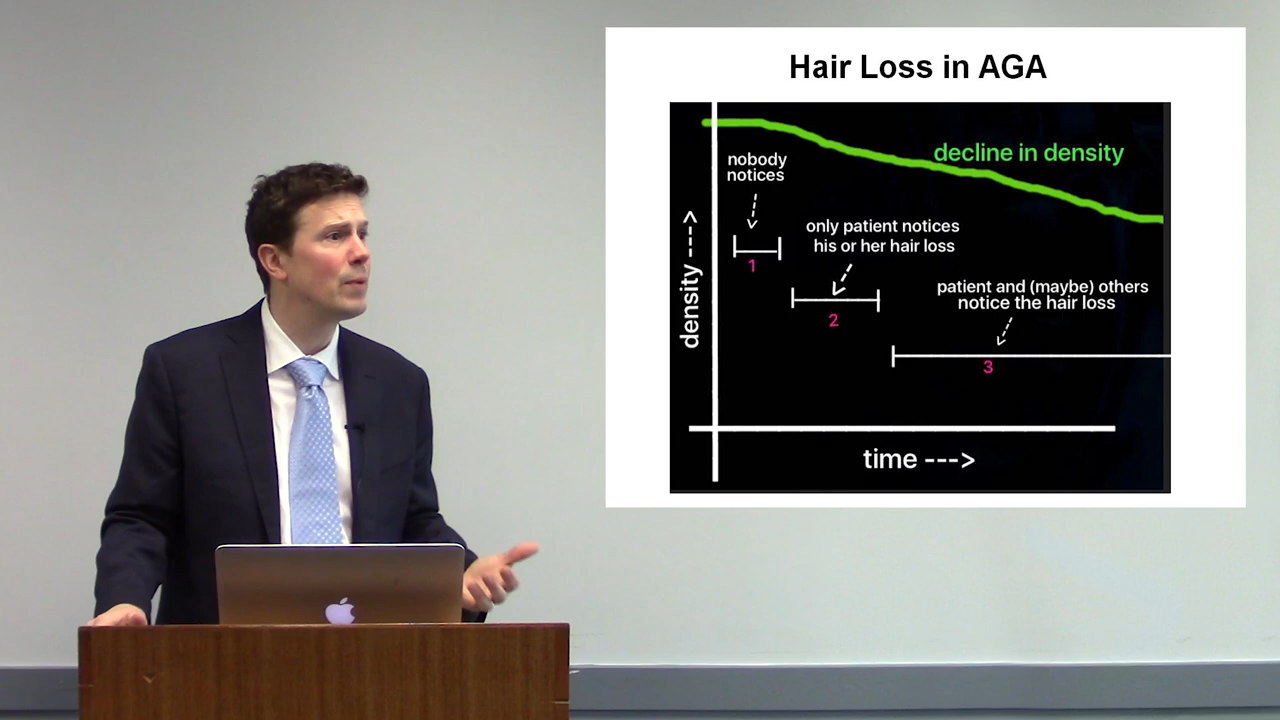 Hair Loss in AGA
decline in density
nobody
notices
only patient notices
his or her hair loss
patient and (maybe) others
notice the hair loss
1
2
3
density ---->
time --->